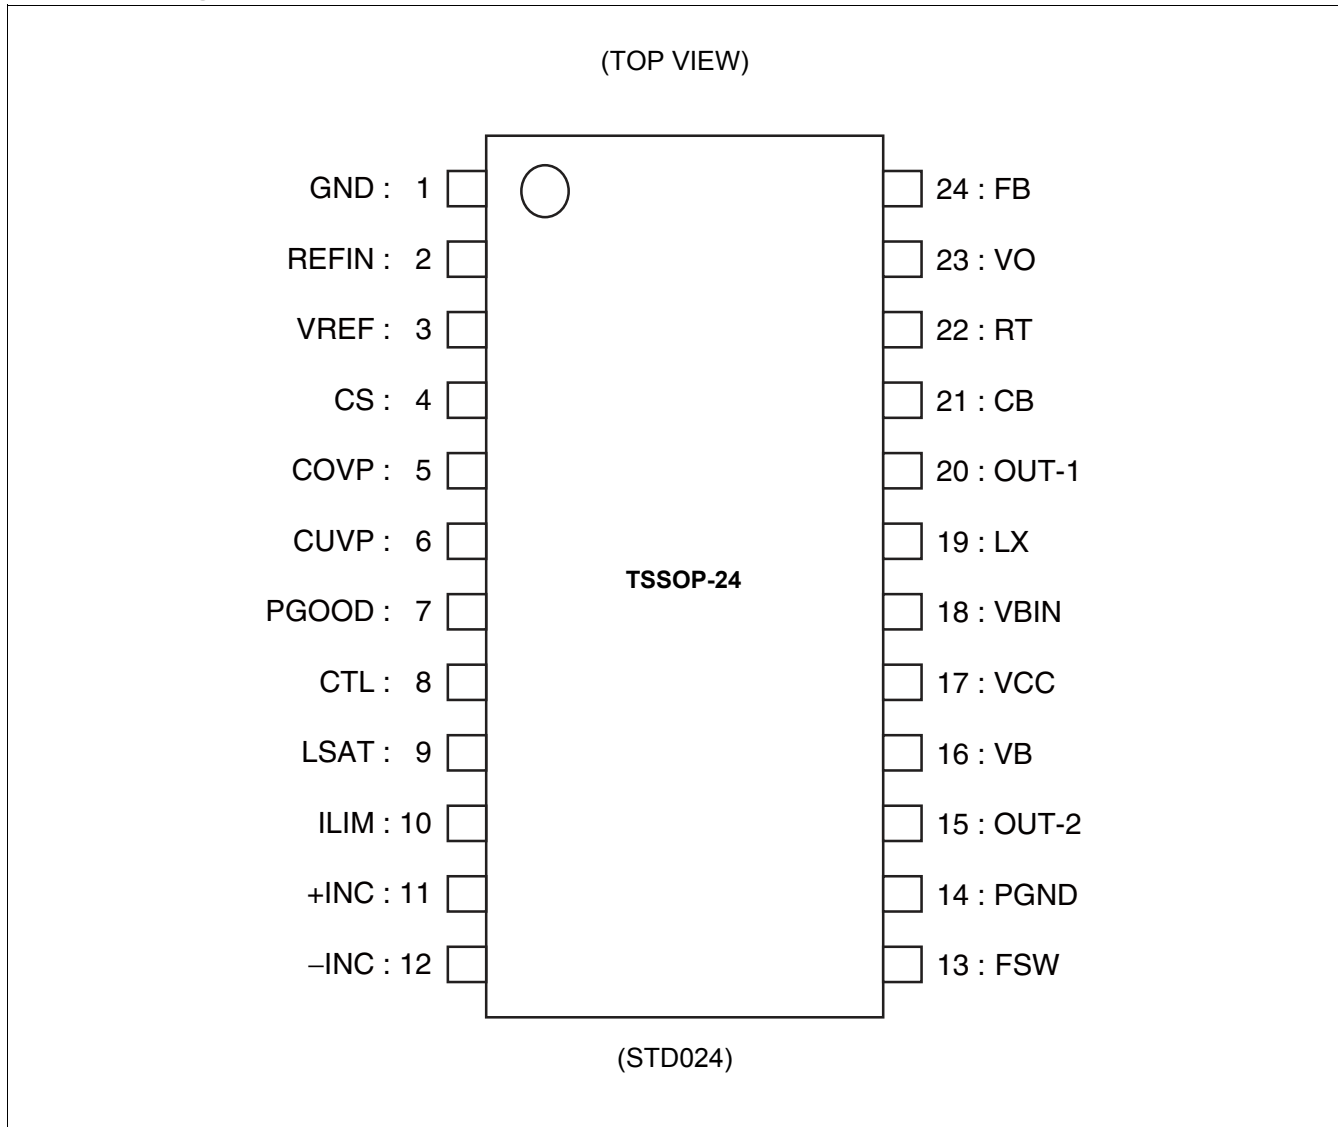 (TOP VIEW)
GND : 1
REFIN : 2
VREF : 3
CS : 4
COVP : 5
CUVP : 6
PGOOD : 7
CTL : 8
LSAT : 9
ILIM : 10
+INC : 11
−INC : 12
TSSOP-24
24 : FB
23 : VO
22 : RT
21 : CB
20 : OUT-1
19 : LX
18 : VBIN
17 : VCC
16 : VB
15 : OUT-2
14 : PGND
13 : FSW
(STD024)